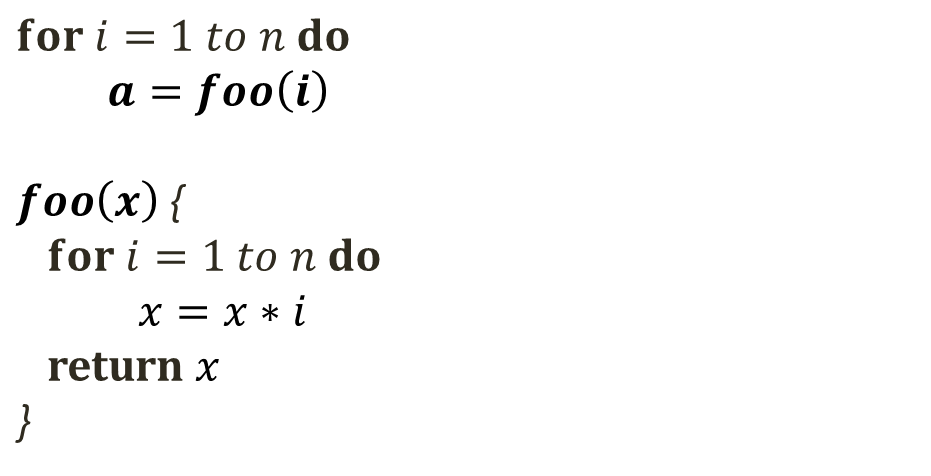 for i = 1 to n do
a = foo(i)
foo(x) {
for i = 1 to n do
x = x ∗ i
return x
}